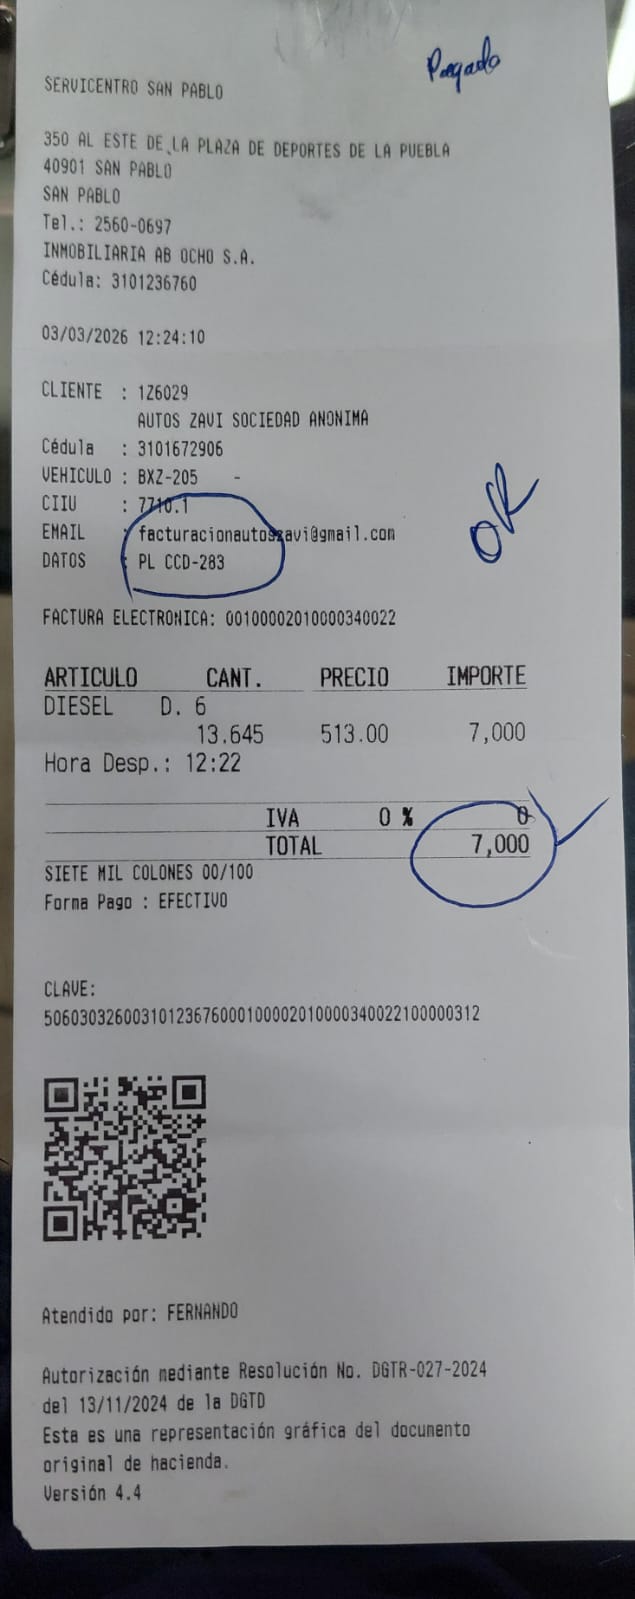 Pagado
SERVICENTRO SAN PABLO
350 AL ESTE DE LA PLAZA DE DEPORTES DE LA PUEBLA
40901 SAN PABLO
SAN PABLO
Tel.: 2560-0697
INMOBILIARIA AB OCHO S.A.
Cédula: 3101236760
03/03/2026 12:24:10
CLIENTE : 1Z6029
AUTOS ZAVI SOCIEDAD ANONIMA
Cédula : 3101672906
VEHICULO : BXZ-205 -
CIIU : 7710.1
EMAIL : facturacionautoszavi@gmail.com
DATOS : PL CCD-283
OK
FACTURA ELECTRONICA: 00100002010000340022
ARTICULO CANT. PRECIO IMPORTE
DIESEL D. 6
13.645 513.00 7,000
Hora Desp.: 12:22
IVA 0 % 0
TOTAL 7,000
SIETE MIL COLONES 00/100
Forma Pago : EFECTIVO
CLAVE:
50603032600310123676000100002010000340022100000312
Atendido por: FERNANDO
Autorización mediante Resolución No. DGTR-027-2024
del 13/11/2024 de la DGTD
Esta es una representación gráfica del documento
original de hacienda.
Versión 4.4